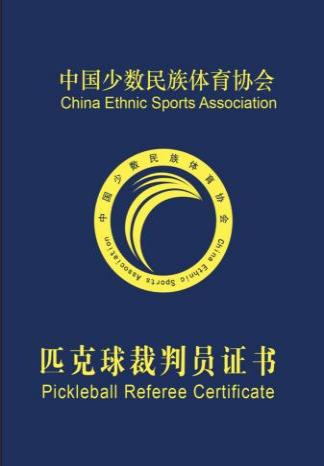 中国少数民族体育协会
China Ethnic Sports Association
中国少数民族体育协会
China Ethnic Sports Association
匹克球裁判员证书
Pickleball Referee Certificate